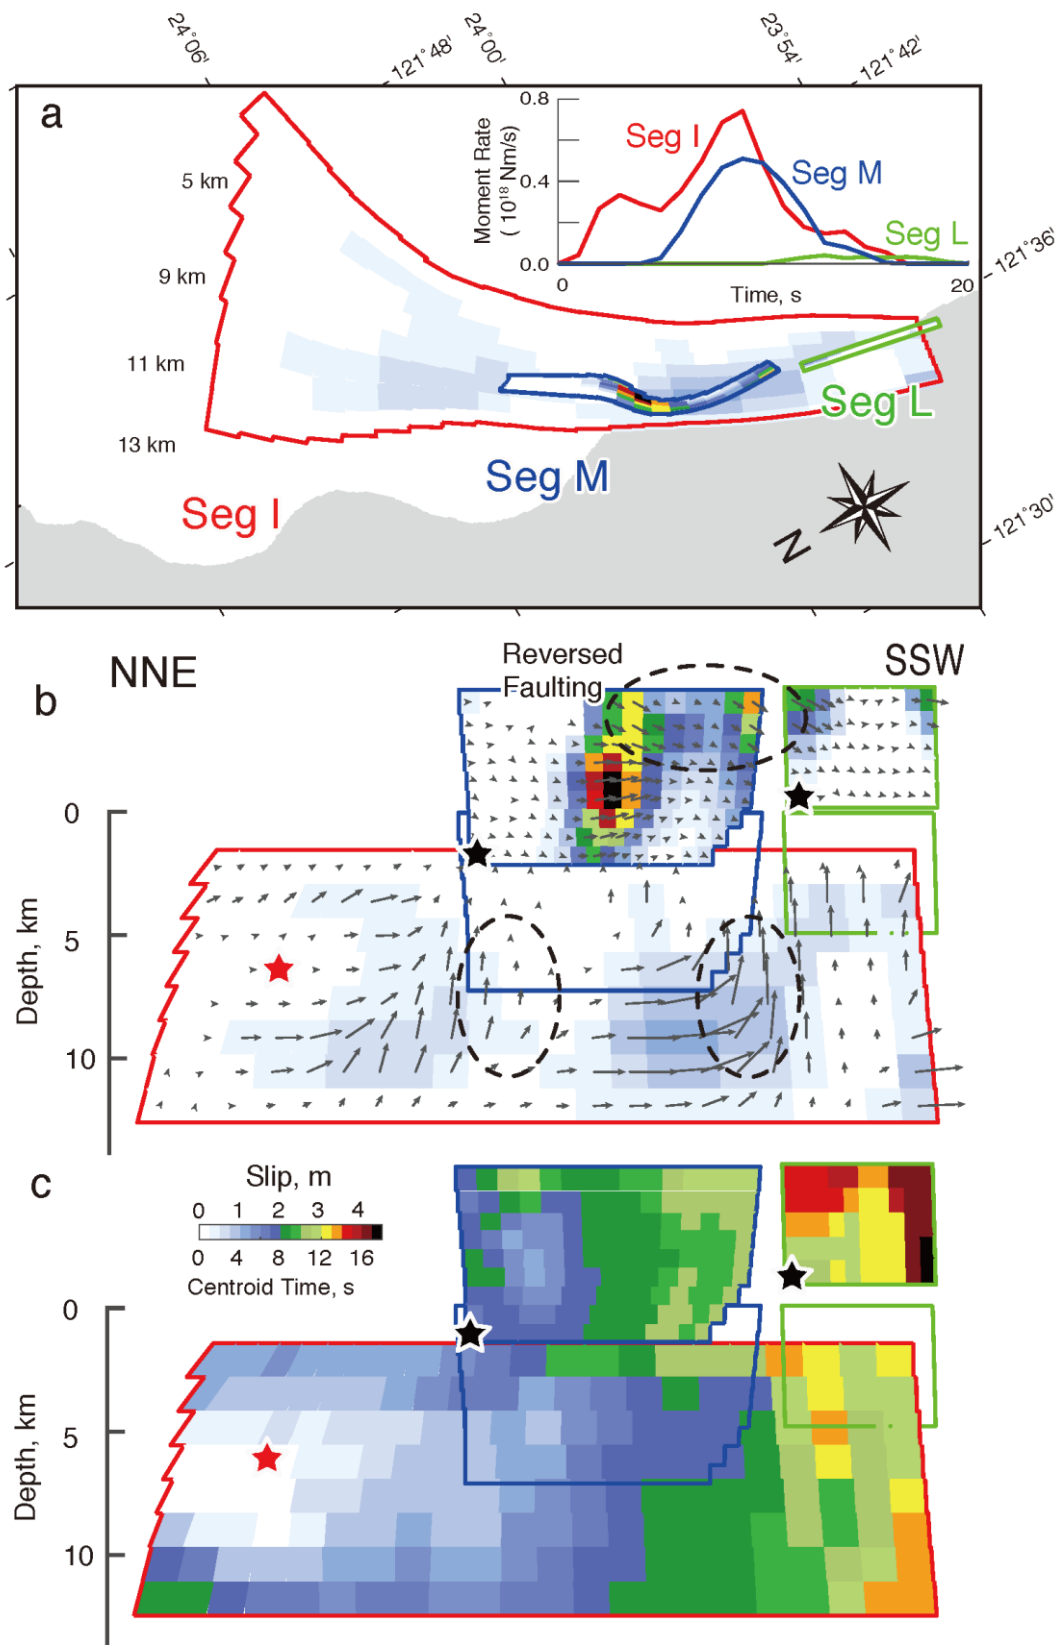 24°06'
121°48'
24°00'
23°54'
121°42'
a
0.8
0.4
0.0
Moment Rate
( 10¹⁸ Nm/s)
Seg I
Seg M
Seg L
0
20
Time, s
5 km
9 km
11 km
13 km
121°36'
121°30'
Seg I
Seg M
Seg L
N
b
NNE
Reversed
Faulting
SSW
0
5
10
Depth, km
c
Slip, m
0 1 2 3 4
0 4 8 12 16
Centroid Time, s
0
5
10
Depth, km